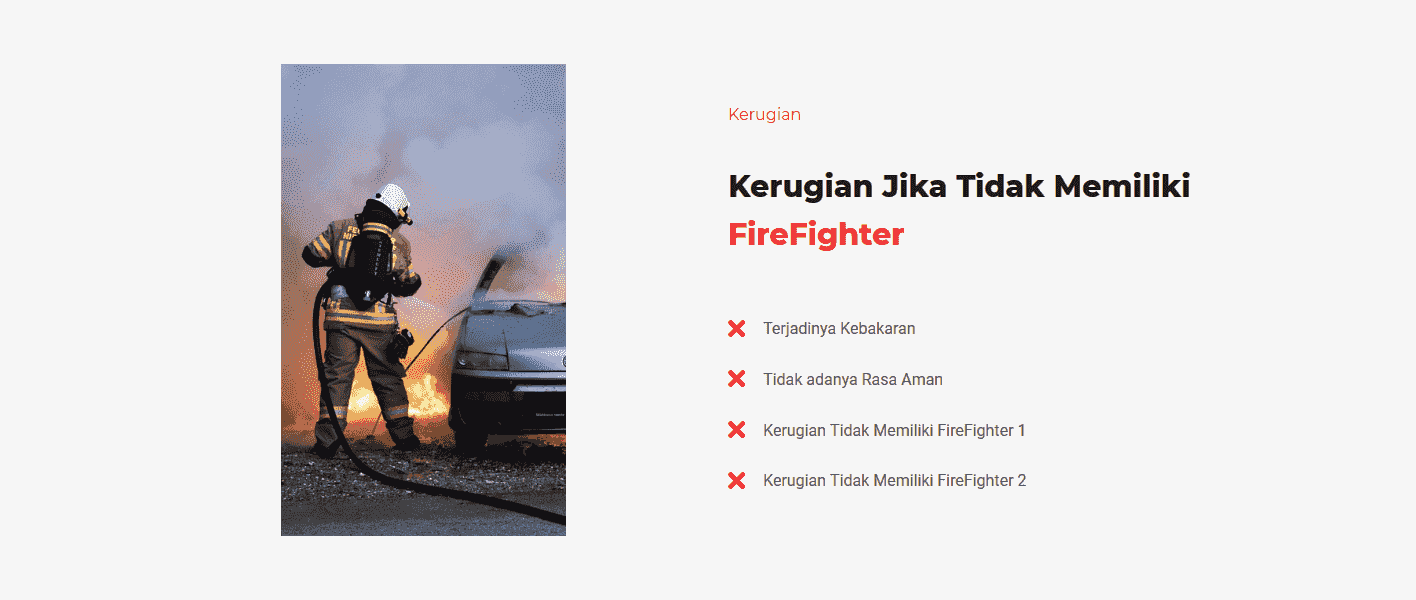 Kerugian
Kerugian Jika Tidak Memiliki
FireFighter
Terjadinya Kebakaran
Tidak adanya Rasa Aman
Kerugian Tidak Memiliki FireFighter 1
Kerugian Tidak Memiliki FireFighter 2